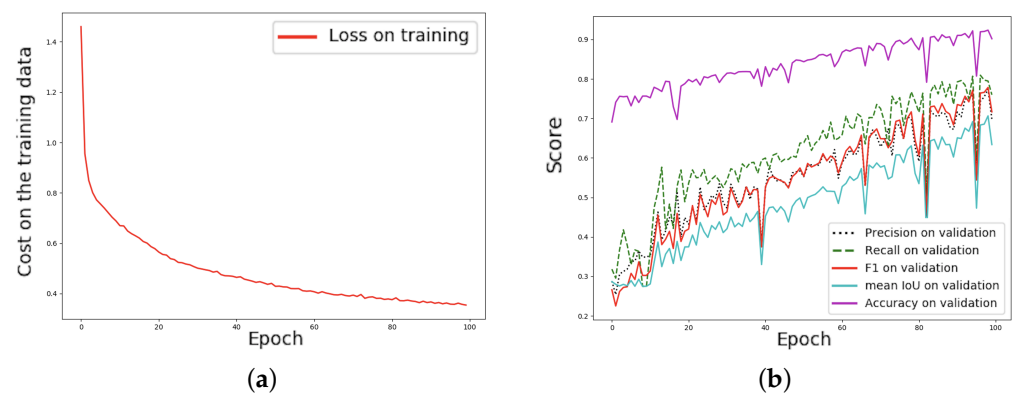 Loss on training
Cost on the training data
1.4
1.2
1.0
0.8
0.6
0.4
0
20
40
60
80
100
Epoch
(a)
Score
0.9
0.8
0.7
0.6
0.5
0.4
0.3
0.2
Precision on validation
Recall on validation
F1 on validation
mean IoU on validation
Accuracy on validation
0
20
40
60
80
100
Epoch
(b)